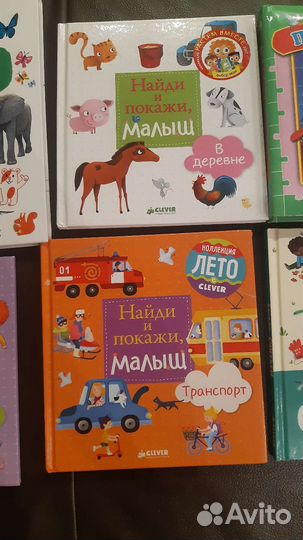 Найди и
покажи,
малыш
В
деревне
CLEVER
01
КОЛЛЕКЦИЯ
ЛЕТО
с CLEVER
Найди и
покажи,
малыш
Транспорт
CLEVER
Avito